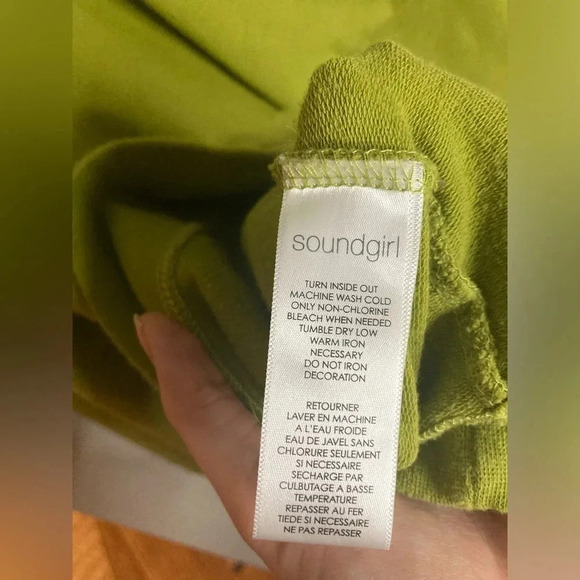 soundgirl
TURN INSIDE OUT
MACHINE WASH COLD
ONLY NON-CHLORINE
BLEACH WHEN NEEDED
TUMBLE DRY LOW
WARM IRON
NECESSARY
DO NOT IRON
DECORATION
RETOURNER
LAVER EN MACHINE
A L'EAU FROIDE
EAU DE JAVEL SANS
CHLORURE SEULEMENT
SI NECESSAIRE
SECHARGE PAR
CULBUTAGE A BASSE
TEMPERATURE
REPASSER AU FER
TIEDE SI NECESSAIRE
NE PAS REPASSER